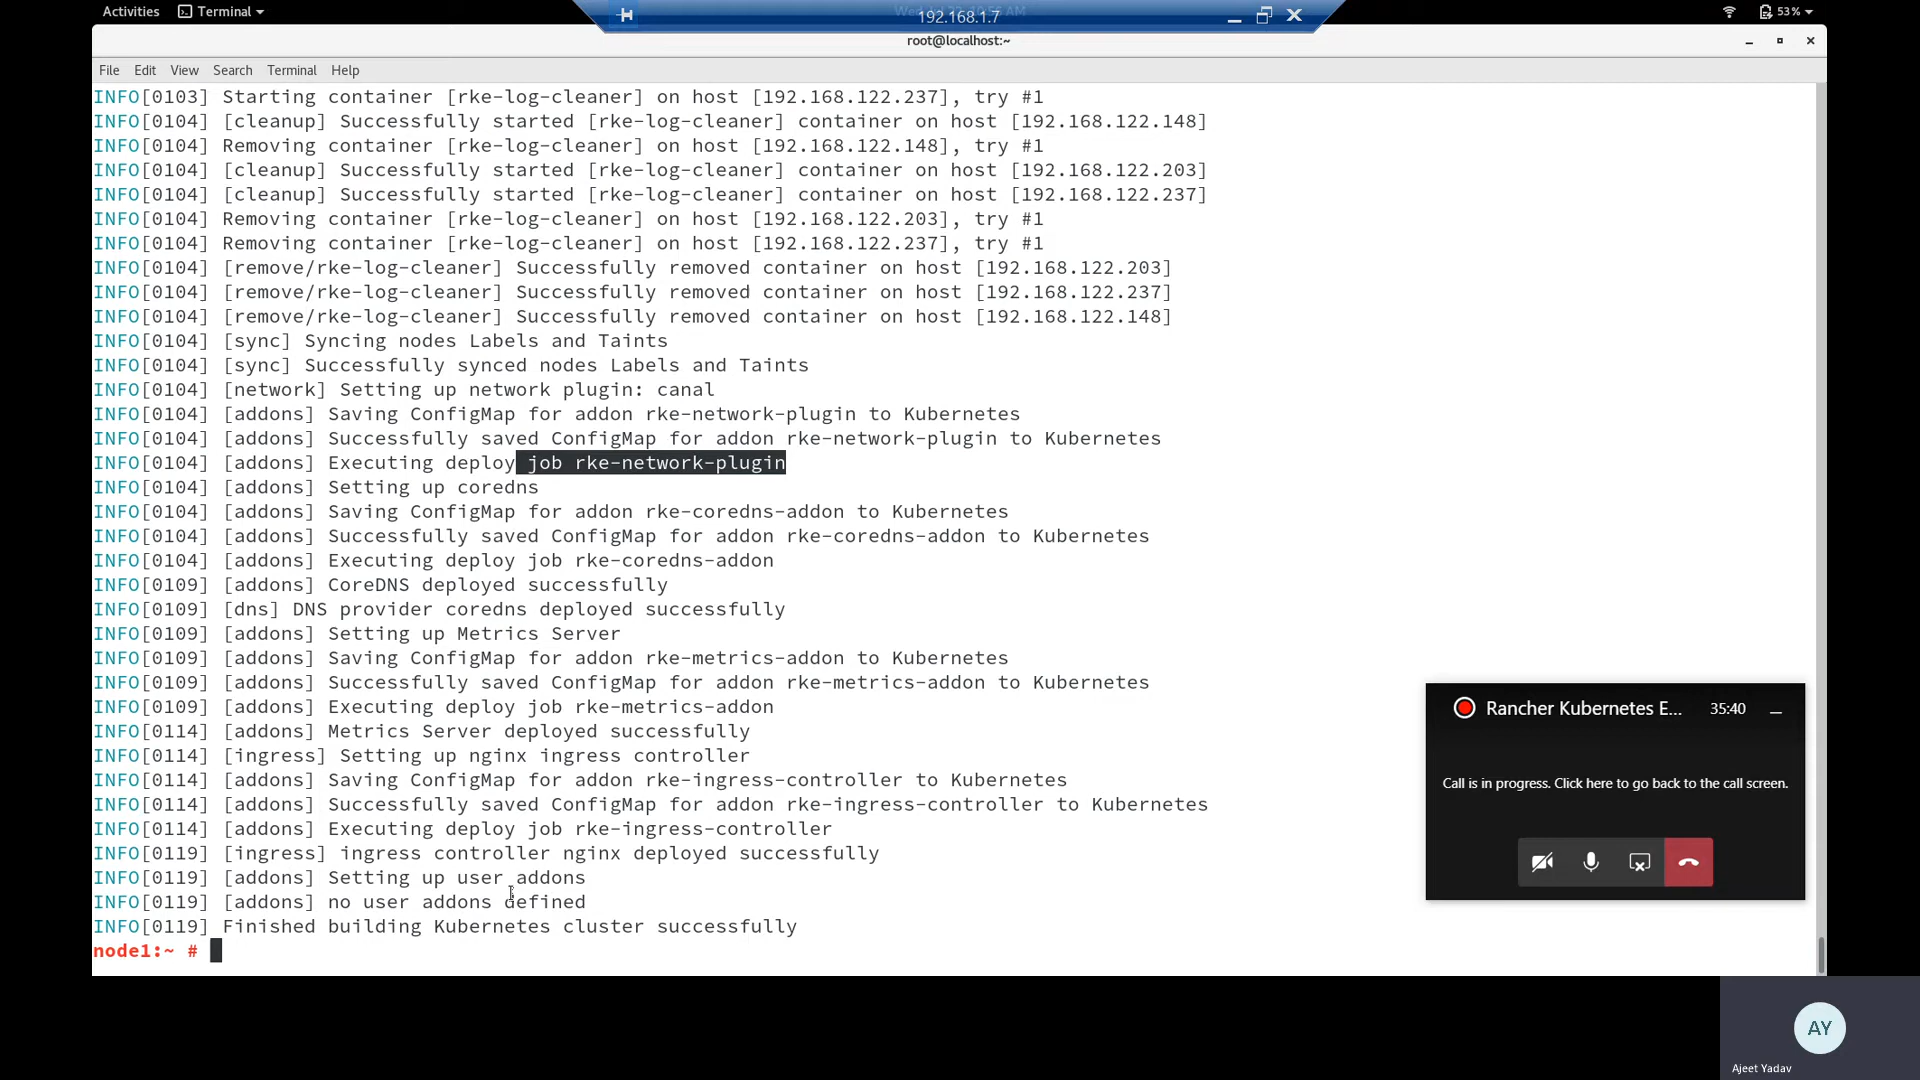 Activities
Terminal
192.168.1.7
53%
root@localhost:~
File Edit View Search Terminal Help
INFO[0103] Starting container [rke-log-cleaner] on host [192.168.122.237], try #1
INFO[0104] [cleanup] Successfully started [rke-log-cleaner] container on host [192.168.122.148]
INFO[0104] Removing container [rke-log-cleaner] on host [192.168.122.148], try #1
INFO[0104] [cleanup] Successfully started [rke-log-cleaner] container on host [192.168.122.203]
INFO[0104] [cleanup] Successfully started [rke-log-cleaner] container on host [192.168.122.237]
INFO[0104] Removing container [rke-log-cleaner] on host [192.168.122.203], try #1
INFO[0104] Removing container [rke-log-cleaner] on host [192.168.122.237], try #1
INFO[0104] [remove/rke-log-cleaner] Successfully removed container on host [192.168.122.203]
INFO[0104] [remove/rke-log-cleaner] Successfully removed container on host [192.168.122.237]
INFO[0104] [remove/rke-log-cleaner] Successfully removed container on host [192.168.122.148]
INFO[0104] [sync] Syncing nodes Labels and Taints
INFO[0104] [sync] Successfully synced nodes Labels and Taints
INFO[0104] [network] Setting up network plugin: canal
INFO[0104] [addons] Saving ConfigMap for addon rke-network-plugin to Kubernetes
INFO[0104] [addons] Successfully saved ConfigMap for addon rke-network-plugin to Kubernetes
INFO[0104] [addons] Executing deploy job rke-network-plugin
INFO[0104] [addons] Setting up coredns
INFO[0104] [addons] Saving ConfigMap for addon rke-coredns-addon to Kubernetes
INFO[0104] [addons] Successfully saved ConfigMap for addon rke-coredns-addon to Kubernetes
INFO[0104] [addons] Executing deploy job rke-coredns-addon
INFO[0109] [addons] CoreDNS deployed successfully
INFO[0109] [dns] DNS provider coredns deployed successfully
INFO[0109] [addons] Setting up Metrics Server
INFO[0109] [addons] Saving ConfigMap for addon rke-metrics-addon to Kubernetes
INFO[0109] [addons] Successfully saved ConfigMap for addon rke-metrics-addon to Kubernetes
INFO[0109] [addons] Executing deploy job rke-metrics-addon
INFO[0114] [addons] Metrics Server deployed successfully
INFO[0114] [ingress] Setting up nginx ingress controller
INFO[0114] [addons] Saving ConfigMap for addon rke-ingress-controller to Kubernetes
INFO[0114] [addons] Successfully saved ConfigMap for addon rke-ingress-controller to Kubernetes
INFO[0114] [addons] Executing deploy job rke-ingress-controller
INFO[0119] [ingress] ingress controller nginx deployed successfully
INFO[0119] [addons] Setting up user addons
INFO[0119] [addons] no user addons defined
INFO[0119] Finished building Kubernetes cluster successfully
node1:~ #
Rancher Kubernetes E... 35:40
Call is in progress. Click here to go back to the call screen.
AY
Ajeet Yadav